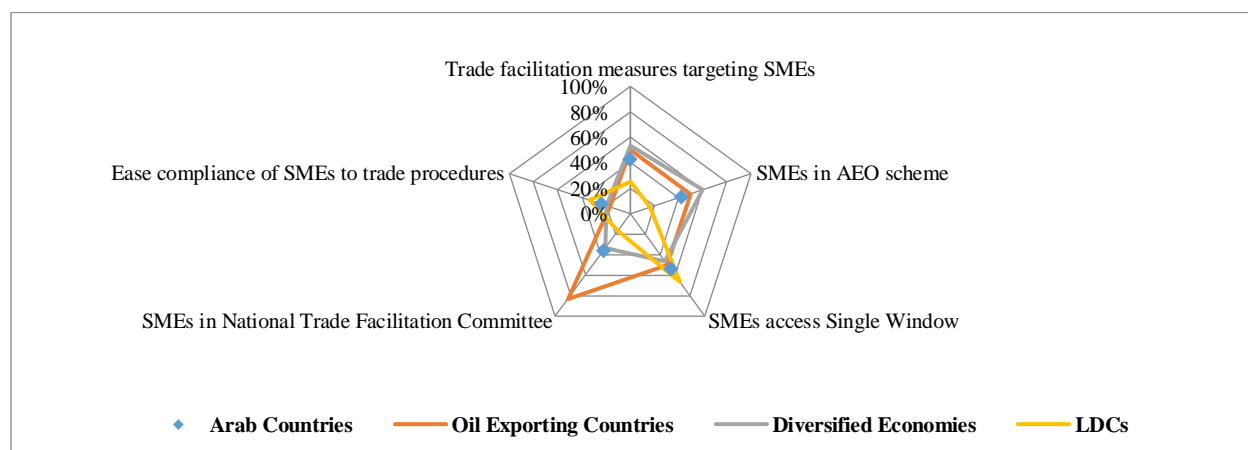 Trade facilitation measures targeting SMEs
100%
80%
60%
40%
20%
0%
Ease compliance of SMEs to trade procedures
SMEs in AEO scheme
SMEs in National Trade Facilitation Committee
SMEs access Single Window
Arab Countries
Oil Exporting Countries
Diversified Economies
LDCs